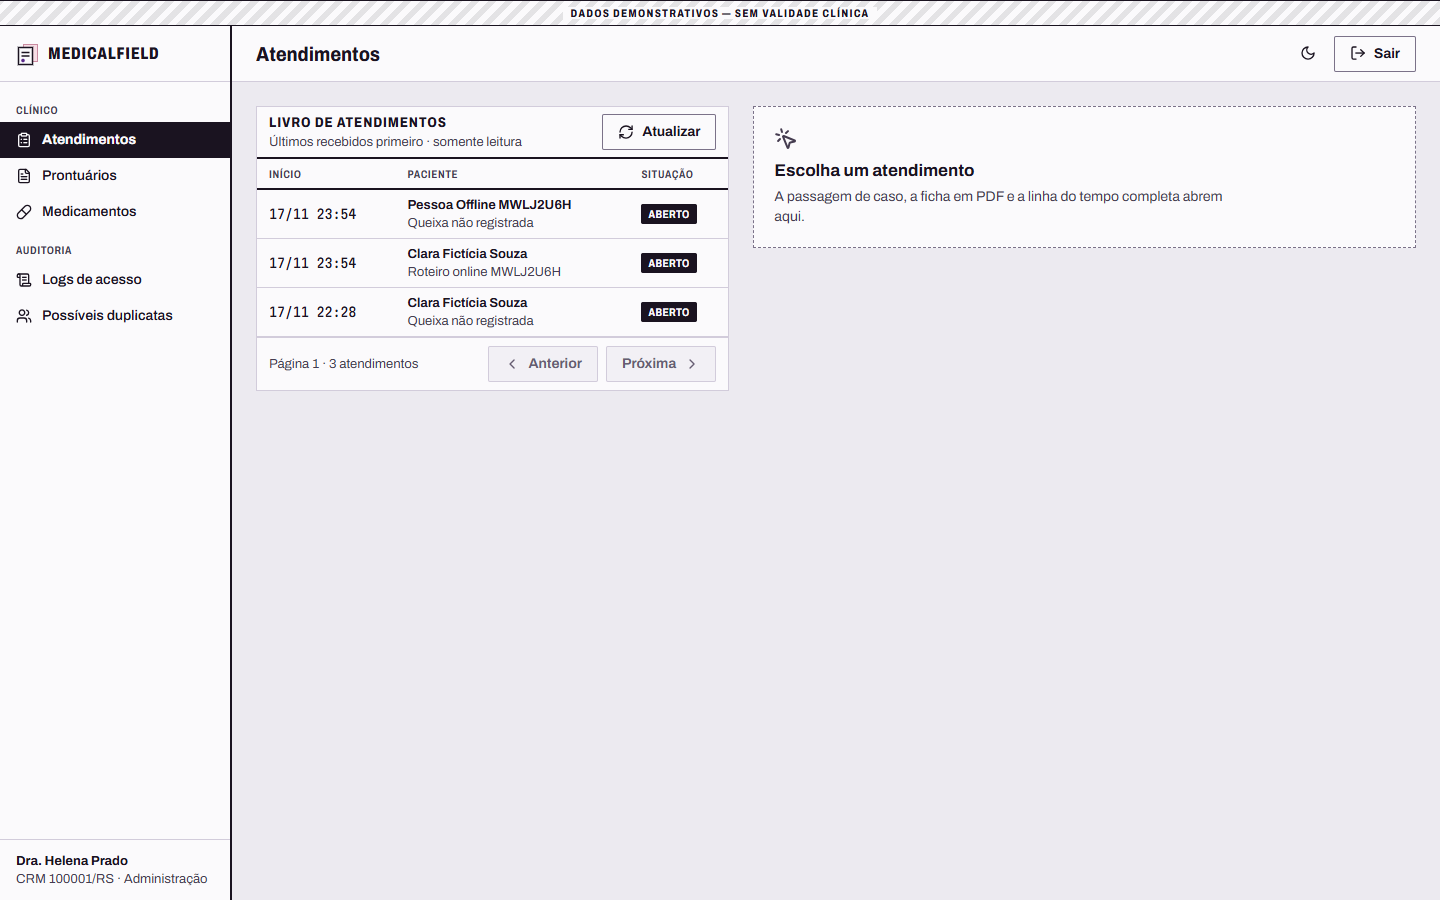 DADOS DEMONSTRATIVOS — SEM VALIDADE CLÍNICA
MEDICALFIELD
Atendimentos
Sair
CLÍNICO
Atendimentos
Prontuários
Medicamentos
AUDITORIA
Logs de acesso
Possíveis duplicatas
LIVRO DE ATENDIMENTOS
Últimos recebidos primeiro · somente leitura
Atualizar
INÍCIO PACIENTE SITUAÇÃO
17/11 23:54 Pessoa Offline MWLJ2U6H ABERTO
Queixa não registrada
17/11 23:54 Clara Fictícia Souza ABERTO
Roteiro online MWLJ2U6H
17/11 22:28 Clara Fictícia Souza ABERTO
Queixa não registrada
Página 1 · 3 atendimentos Anterior Próxima
Escolha um atendimento
A passagem de caso, a ficha em PDF e a linha do tempo completa abrem
aqui.
Dra. Helena Prado
CRM 100001/RS · Administração